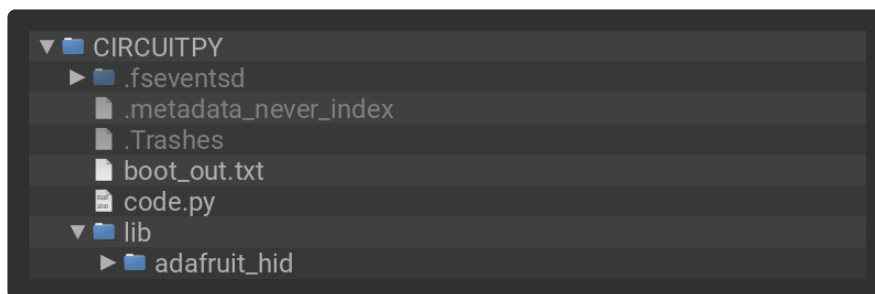 CIRCUITPY
.fseventsd
.metadata_never_index
.Trashes
boot_out.txt
code.py
lib
adafruit_hid